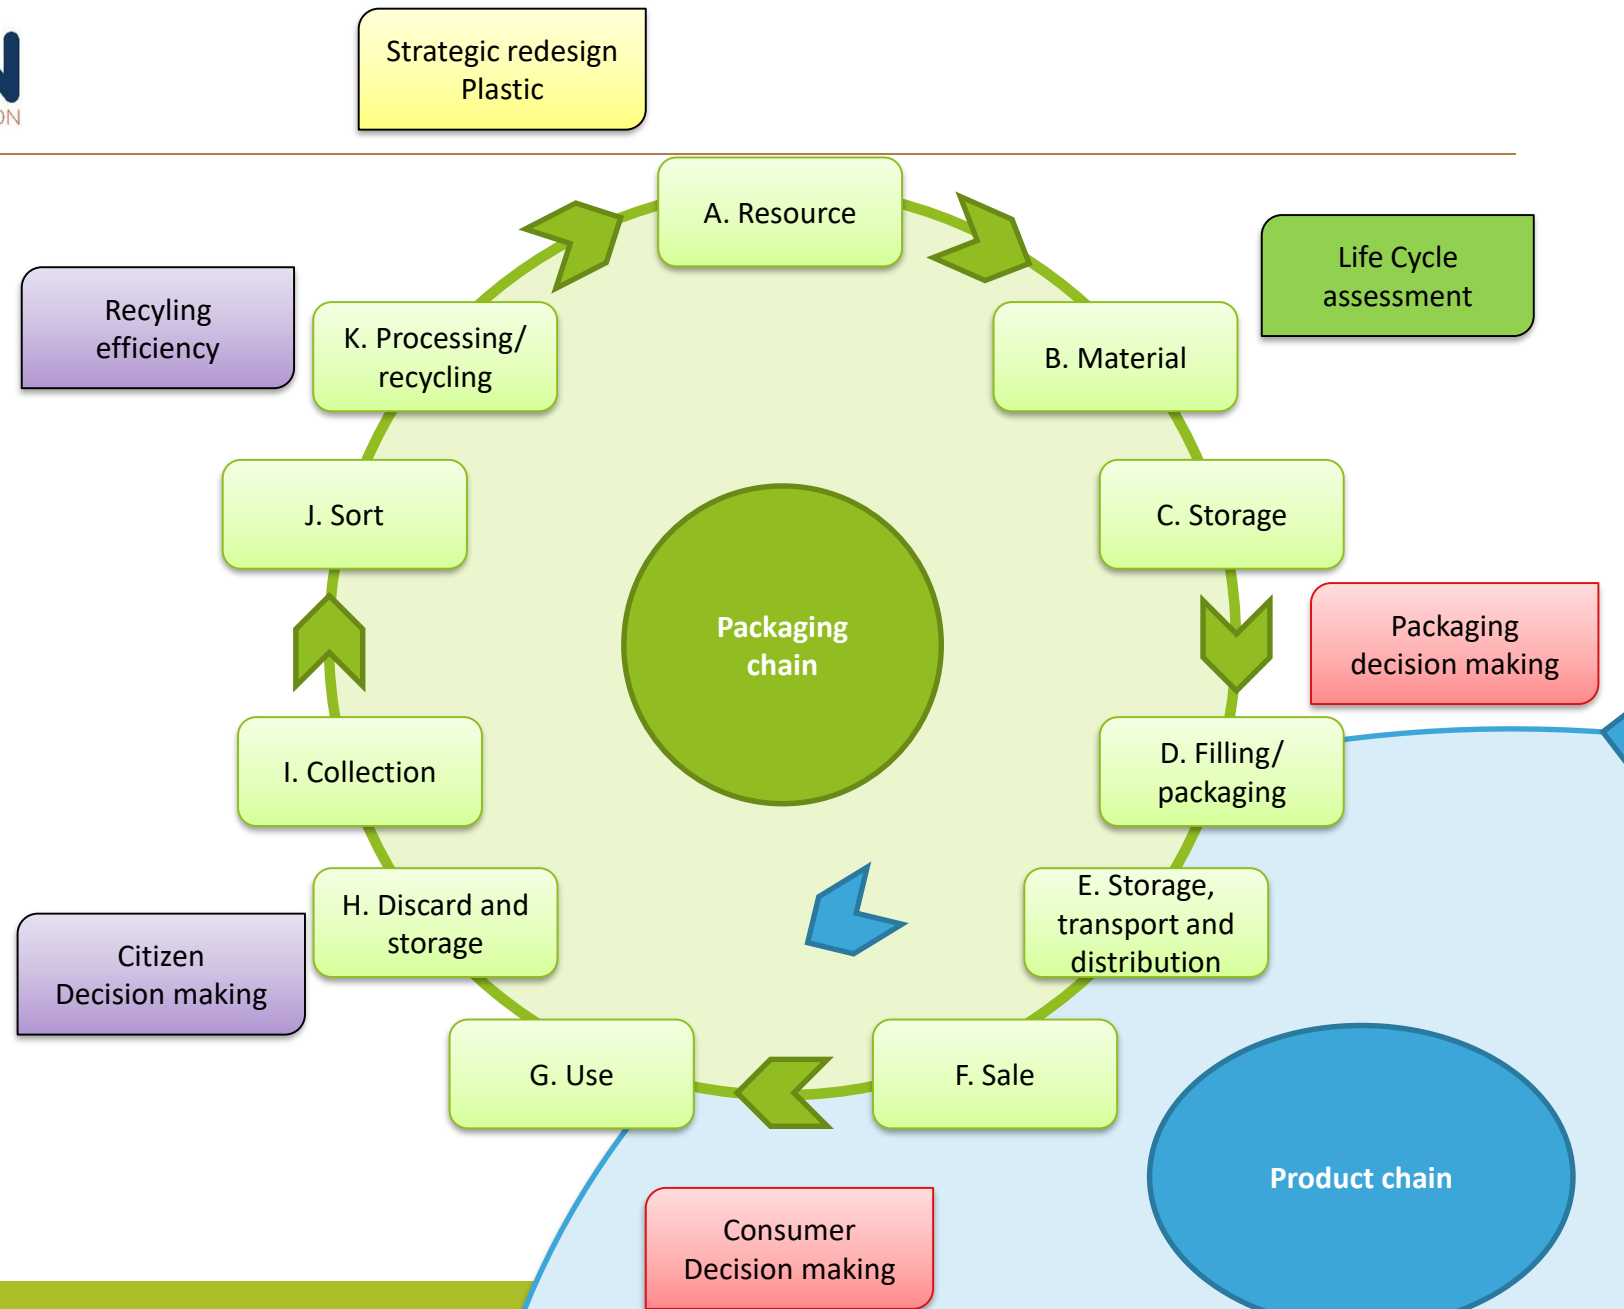 N
ON
Strategic redesign
Plastic
A. Resource
Life Cycle
assessment
Recyling
efficiency
K. Processing/
recycling
B. Material
J. Sort
C. Storage
Packaging
chain
Packaging
decision making
I. Collection
D. Filling/
packaging
H. Discard and
storage
E. Storage,
transport and
distribution
Citizen
Decision making
G. Use
F. Sale
Product chain
Consumer
Decision making